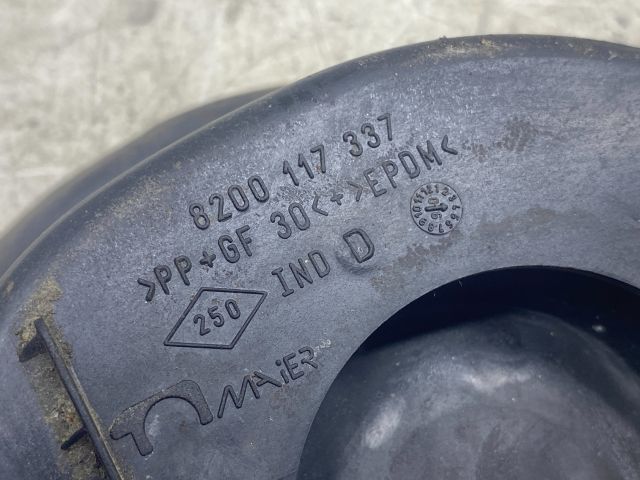 8200 117 337
>PP+GF 30<+>EPDM<
250 IND D
MAIER